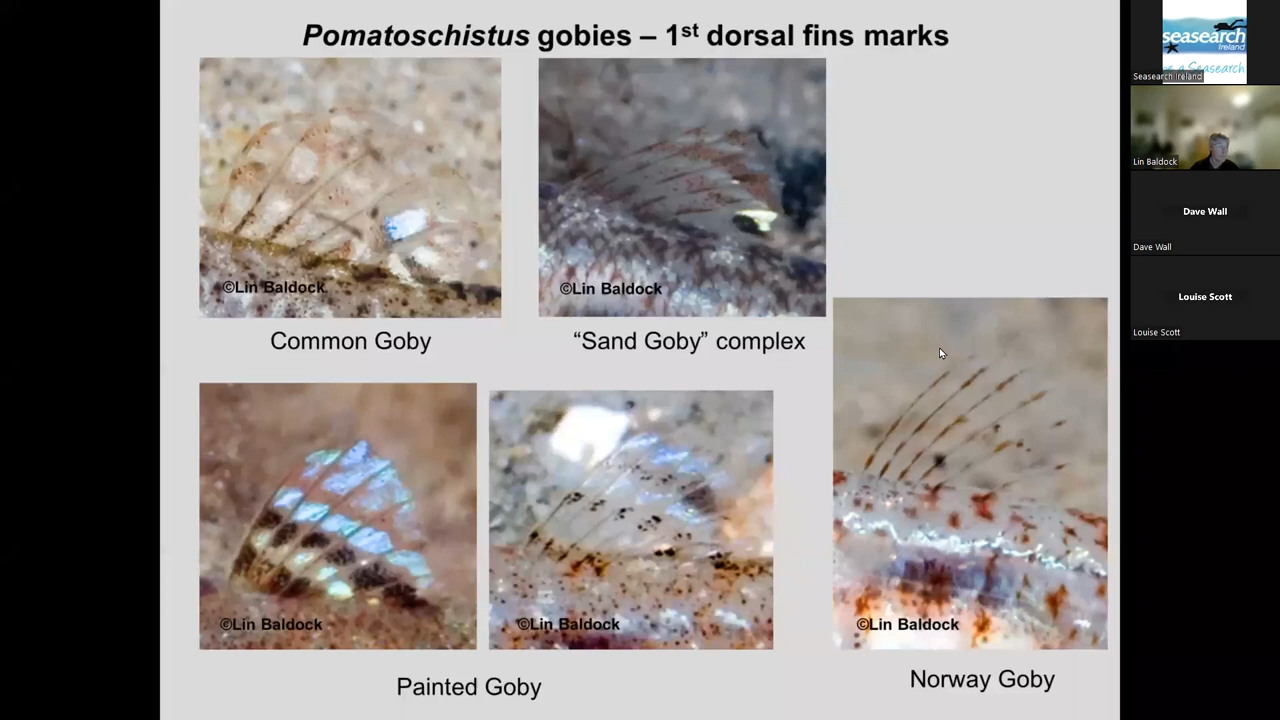 Pomatoschistus gobies – 1st dorsal fins marks
©Lin Baldock
©Lin Baldock
Common Goby
“Sand Goby” complex
©Lin Baldock
©Lin Baldock
©Lin Baldock
Painted Goby
Norway Goby
seasearch
Ireland
Seasearch Ireland
Lin Baldock
Dave Wall
Dave Wall
Louise Scott
Louise Scott